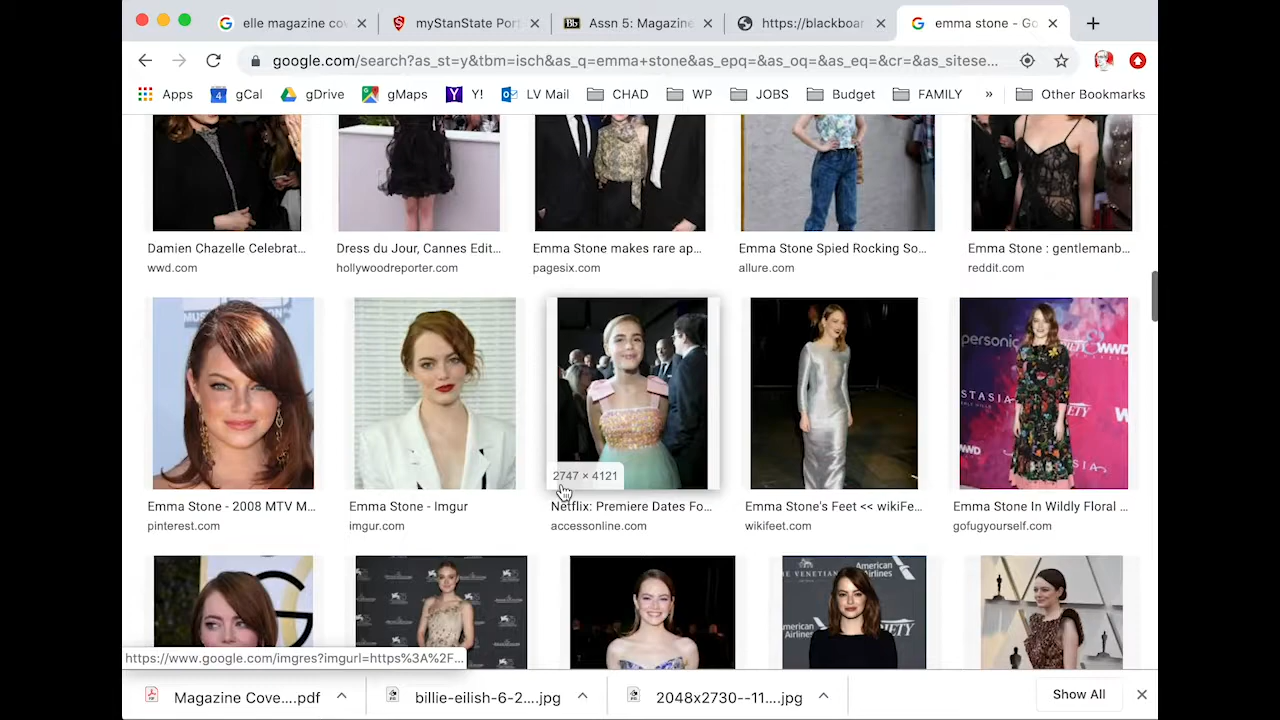 elle magazine cov
myStanState Port
Assn 5: Magazine
https://blackboar
emma stone - Go
google.com/search?as_st=y&tbm=isch&as_q=emma+stone&as_epq=&as_oq=&as_eq=&cr=&as_sitese...
Apps
4
gCal
gDrive
gMaps
Y!
LV Mail
CHAD
WP
JOBS
Budget
FAMILY
»
Other Bookmarks
Damien Chazelle Celebrat...
wwd.com
Dress du Jour, Cannes Edit...
hollywoodreporter.com
Emma Stone makes rare ap...
pagesix.com
Emma Stone Spied Rocking So...
allure.com
Emma Stone : gentlemanb...
reddit.com
2747 × 4121
Emma Stone - 2008 MTV M...
pinterest.com
Emma Stone - Imgur
imgur.com
Netflix: Premiere Dates Fo...
accessonline.com
Emma Stone's Feet << wikiFe...
wikifeet.com
Emma Stone In Wildly Floral ...
gofugyourself.com
American
Airlines
https://www.google.com/imgres?imgurl=https%3A%2F...
Magazine Cove....pdf
billie-eilish-6-2....jpg
2048x2730--11....jpg
Show All